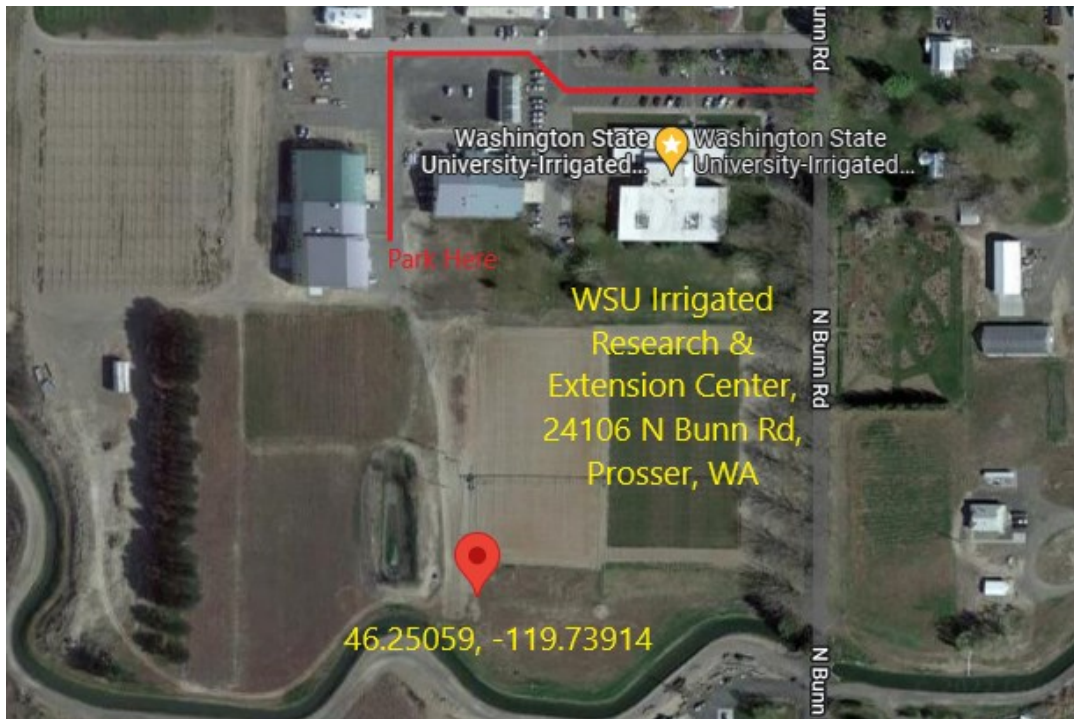 Bunn Rd
Washington State
University-Irrigated...
Washington State
University-Irrigated...
Park Here
WSU Irrigated
Research &
Extension Center,
24106 N Bunn Rd,
Prosser, WA
N Bunn Rd
46.25059, -119.73914
N Bunn